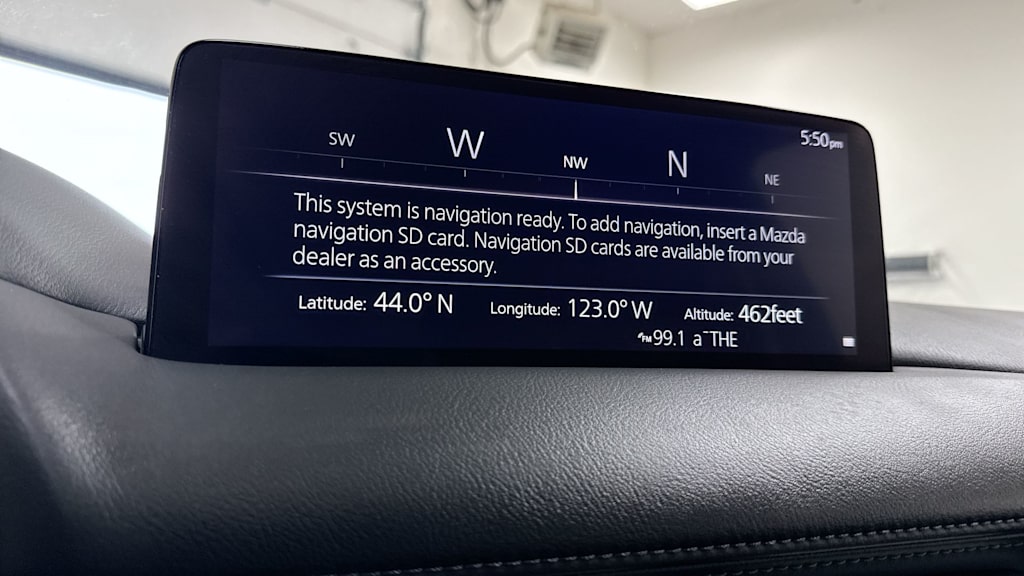 5:50pm
SW W NW N NE
This system is navigation ready. To add navigation, insert a Mazda
navigation SD card. Navigation SD cards are available from your
dealer as an accessory.
Latitude: 44.0° N Longitude: 123.0° W Altitude: 462feet
FM 99.1 a¯THE